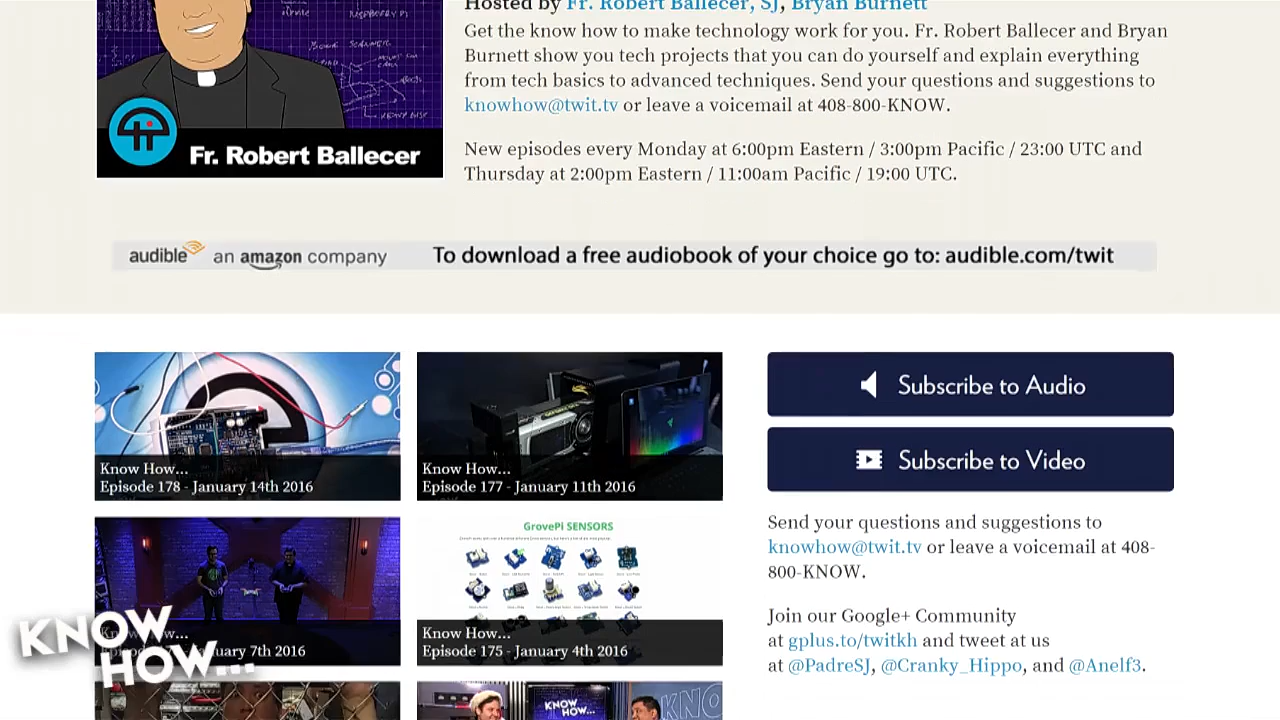 Hosted by Fr. Robert Ballecer, SJ, Bryan Burnett
Get the know how to make technology work for you. Fr. Robert Ballecer and Bryan
Burnett show you tech projects that you can do yourself and explain everything
from tech basics to advanced techniques. Send your questions and suggestions to
knowhow@twit.tv or leave a voicemail at 408-800-KNOW.
New episodes every Monday at 6:00pm Eastern / 3:00pm Pacific / 23:00 UTC and
Thursday at 2:00pm Eastern / 11:00am Pacific / 19:00 UTC.
Fr. Robert Ballecer
audible an amazon company To download a free audiobook of your choice go to: audible.com/twit
Know How...
Episode 178 - January 14th 2016
Know How...
Episode 177 - January 11th 2016
7th 2016
GrovePi SENSORS
Know How...
Episode 175 - January 4th 2016
KNOW
HOW...
KNOW
HOW...
KNO
Subscribe to Audio
Subscribe to Video
Send your questions and suggestions to
knowhow@twit.tv or leave a voicemail at 408-
800-KNOW.
Join our Google+ Community
at gplus.to/twitkh and tweet at us
at @PadreSJ, @Cranky_Hippo, and @Anelf3.